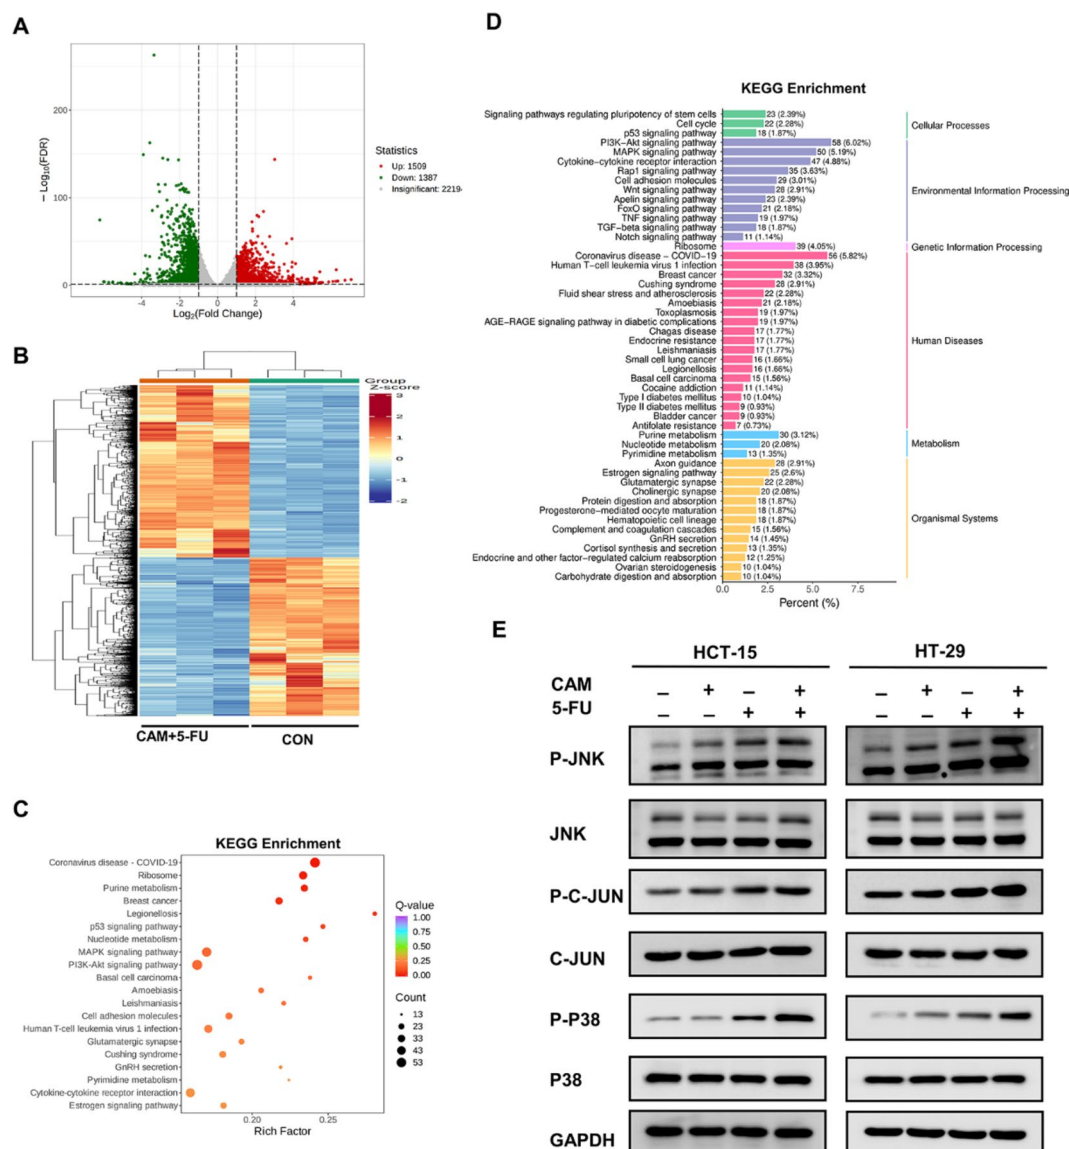 A
− Log10(FDR)
200
100
0
-4
-2
0
2
4
Log2(Fold Change)
Statistics
Up: 1509
Down: 1387
Insignificant: 2219
B
Group
Z-score
3
2
1
0
-1
-2
CAM+5-FU
CON
C
KEGG Enrichment
Coronavirus disease - COVID-19
Ribosome
Purine metabolism
Breast cancer
Legionellosis
p53 signaling pathway
Nucleotide metabolism
MAPK signaling pathway
PI3K-Akt signaling pathway
Basal cell carcinoma
Amoebiasis
Leishmaniasis
Cell adhesion molecules
Human T-cell leukemia virus 1 infection
Glutamatergic synapse
Cushing syndrome
GnRH secretion
Pyrimidine metabolism
Cytokine-cytokine receptor interaction
Estrogen signaling pathway
0.20
0.25
Rich Factor
Q-value
1.00
0.75
0.50
0.25
0.00
Count
13
23
33
43
53
D
KEGG Enrichment
Signaling pathways regulating pluripotency of stem cells 23 (2.39%)
Cell cycle 22 (2.28%)
p53 signaling pathway 18 (1.87%)
PI3K-Akt signaling pathway 58 (6.02%)
MAPK signaling pathway 50 (5.19%)
Cytokine-cytokine receptor interaction 47 (4.88%)
Rap1 signaling pathway 35 (3.63%)
Cell adhesion molecules 29 (3.01%)
Wnt signaling pathway 28 (2.91%)
Apelin signaling pathway 23 (2.39%)
FoxO signaling pathway 21 (2.18%)
TNF signaling pathway 19 (1.97%)
TGF-beta signaling pathway 18 (1.87%)
Notch signaling pathway 11 (1.14%)
Ribosome 39 (4.05%)
Coronavirus disease - COVID-19 56 (5.82%)
Human T-cell leukemia virus 1 infection 38 (3.95%)
Breast cancer 32 (3.32%)
Cushing syndrome 28 (2.91%)
Fluid shear stress and atherosclerosis 22 (2.28%)
Amoebiasis 21 (2.18%)
Toxoplasmosis 19 (1.97%)
AGE-RAGE signaling pathway in diabetic complications 19 (1.97%)
Chagas disease 17 (1.77%)
Endocrine resistance 17 (1.77%)
Leishmaniasis 17 (1.77%)
Small cell lung cancer 16 (1.66%)
Legionellosis 16 (1.66%)
Basal cell carcinoma 15 (1.56%)
Cocaine addiction 11 (1.14%)
Type I diabetes mellitus 10 (1.04%)
Type II diabetes mellitus 9 (0.93%)
Bladder cancer 9 (0.93%)
Antifolate resistance 7 (0.73%)
Purine metabolism 30 (3.12%)
Nucleotide metabolism 20 (2.08%)
Pyrimidine metabolism 13 (1.35%)
Axon guidance 28 (2.91%)
Estrogen signaling pathway 25 (2.6%)
Glutamatergic synapse 22 (2.28%)
Cholinergic synapse 20 (2.08%)
Protein digestion and absorption 18 (1.87%)
Progesterone-mediated oocyte maturation 18 (1.87%)
Hematopoietic cell lineage 18 (1.87%)
Complement and coagulation cascades 15 (1.56%)
GnRH secretion 14 (1.45%)
Cortisol synthesis and secretion 13 (1.35%)
Endocrine and other factor-regulated calcium reabsorption 12 (1.25%)
Ovarian steroidogenesis 10 (1.04%)
Carbohydrate digestion and absorption 10 (1.04%)
Cellular Processes
Environmental Information Processing
Genetic Information Processing
Human Diseases
Metabolism
Organismal Systems
0.0
2.5
5.0
7.5
Percent (%)
E
HCT-15
HT-29
CAM − + − + − + − +
5-FU − − + + − − + +
P-JNK
JNK
P-C-JUN
C-JUN
P-P38
P38
GAPDH